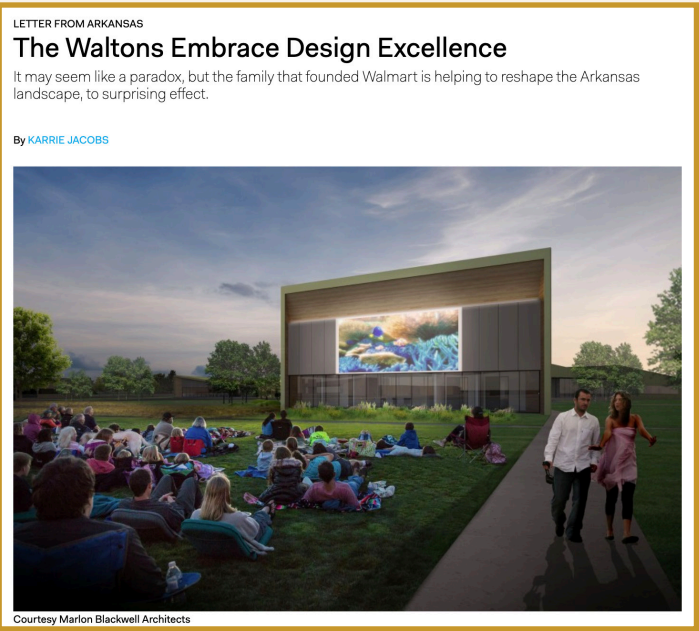 LETTER FROM ARKANSAS
The Waltons Embrace Design Excellence
It may seem like a paradox, but the family that founded Walmart is helping to reshape the Arkansas
landscape, to surprising effect.
By KARRIE JACOBS
Courtesy Marlon Blackwell Architects